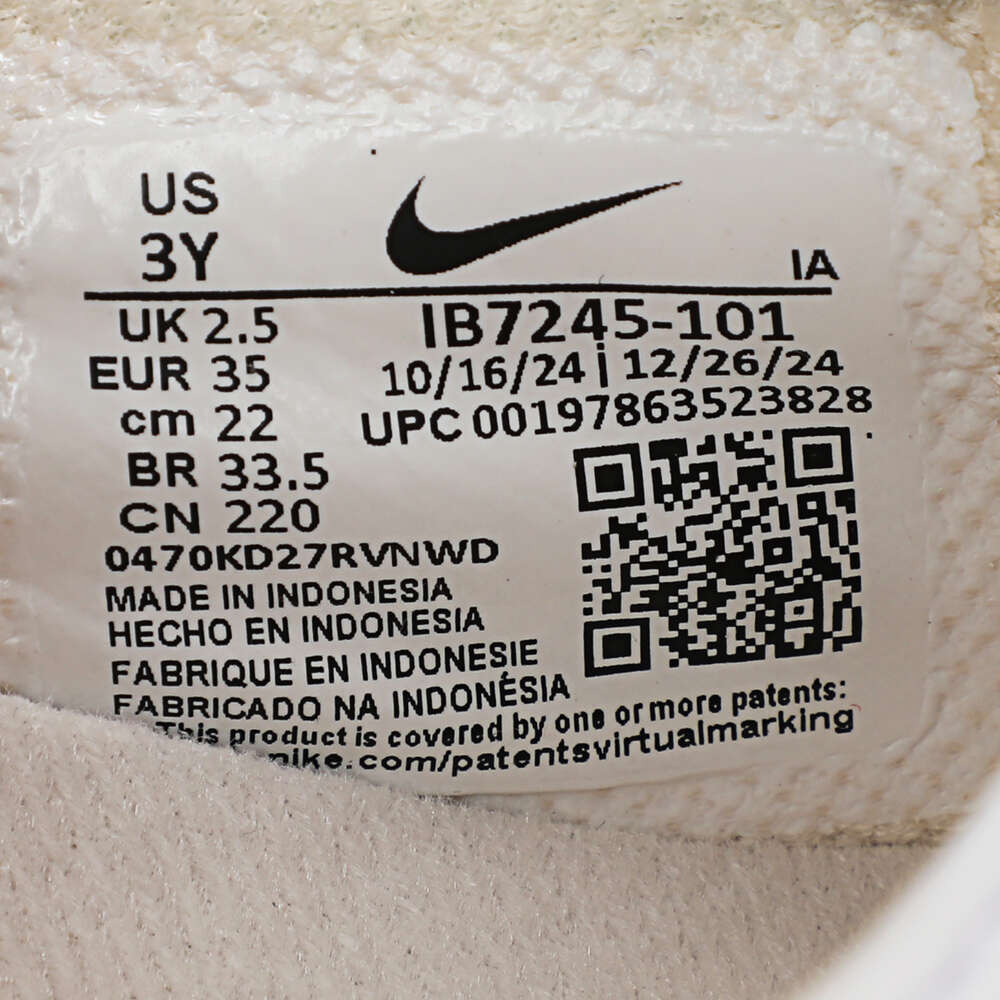 US
3Y
IA
UK 2.5
EUR 35
cm 22
BR 33.5
CN 220
IB7245-101
10/16/24 | 12/26/24
UPC 00197863523828
0470KD27RVNWD
MADE IN INDONESIA
HECHO EN INDONESIA
FABRIQUE EN INDONESIE
FABRICADO NA INDONÉSIA
This product is covered by one or more patents:
nike.com/patentsvirtualmarking